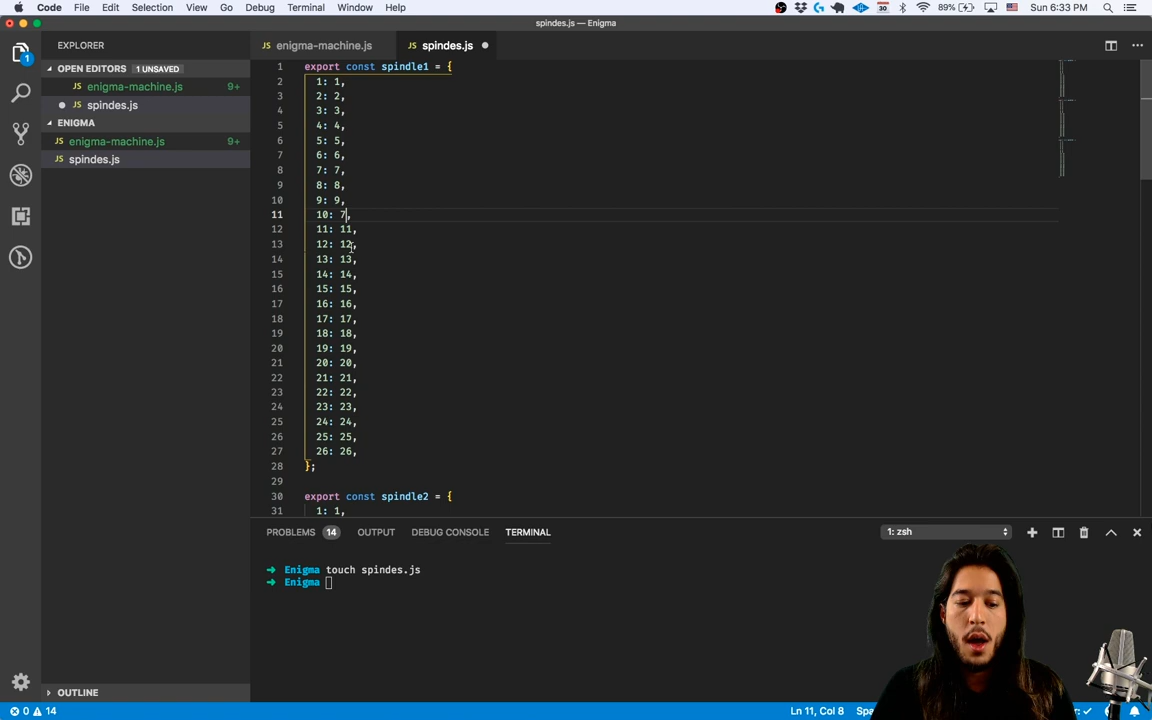 Code File Edit Selection View Go Debug Terminal Window Help 30 89% Sun 6:33 PM
spindes.js — Enigma
EXPLORER
OPEN EDITORS 1 UNSAVED
JS enigma-machine.js 9+
JS spindes.js
ENIGMA
JS enigma-machine.js 9+
JS spindes.js
OUTLINE
1
JS enigma-machine.js JS spindes.js
1 export const spindle1 = {
2 1: 1,
3 2: 2,
4 3: 3,
5 4: 4,
6 5: 5,
7 6: 6,
8 7: 7,
9 8: 8,
10 9: 9,
11 10: 7,
12 11: 11,
13 12: 12,
14 13: 13,
15 14: 14,
16 15: 15,
17 16: 16,
18 17: 17,
19 18: 18,
20 19: 19,
21 20: 20,
22 21: 21,
23 22: 22,
24 23: 23,
25 24: 24,
26 25: 25,
27 26: 26,
28 };
29
30 export const spindle2 = {
31 1: 1,
PROBLEMS 14 OUTPUT DEBUG CONSOLE TERMINAL 1: zsh
➜ Enigma touch spindes.js
➜ Enigma
0 14 Ln 11, Col 8